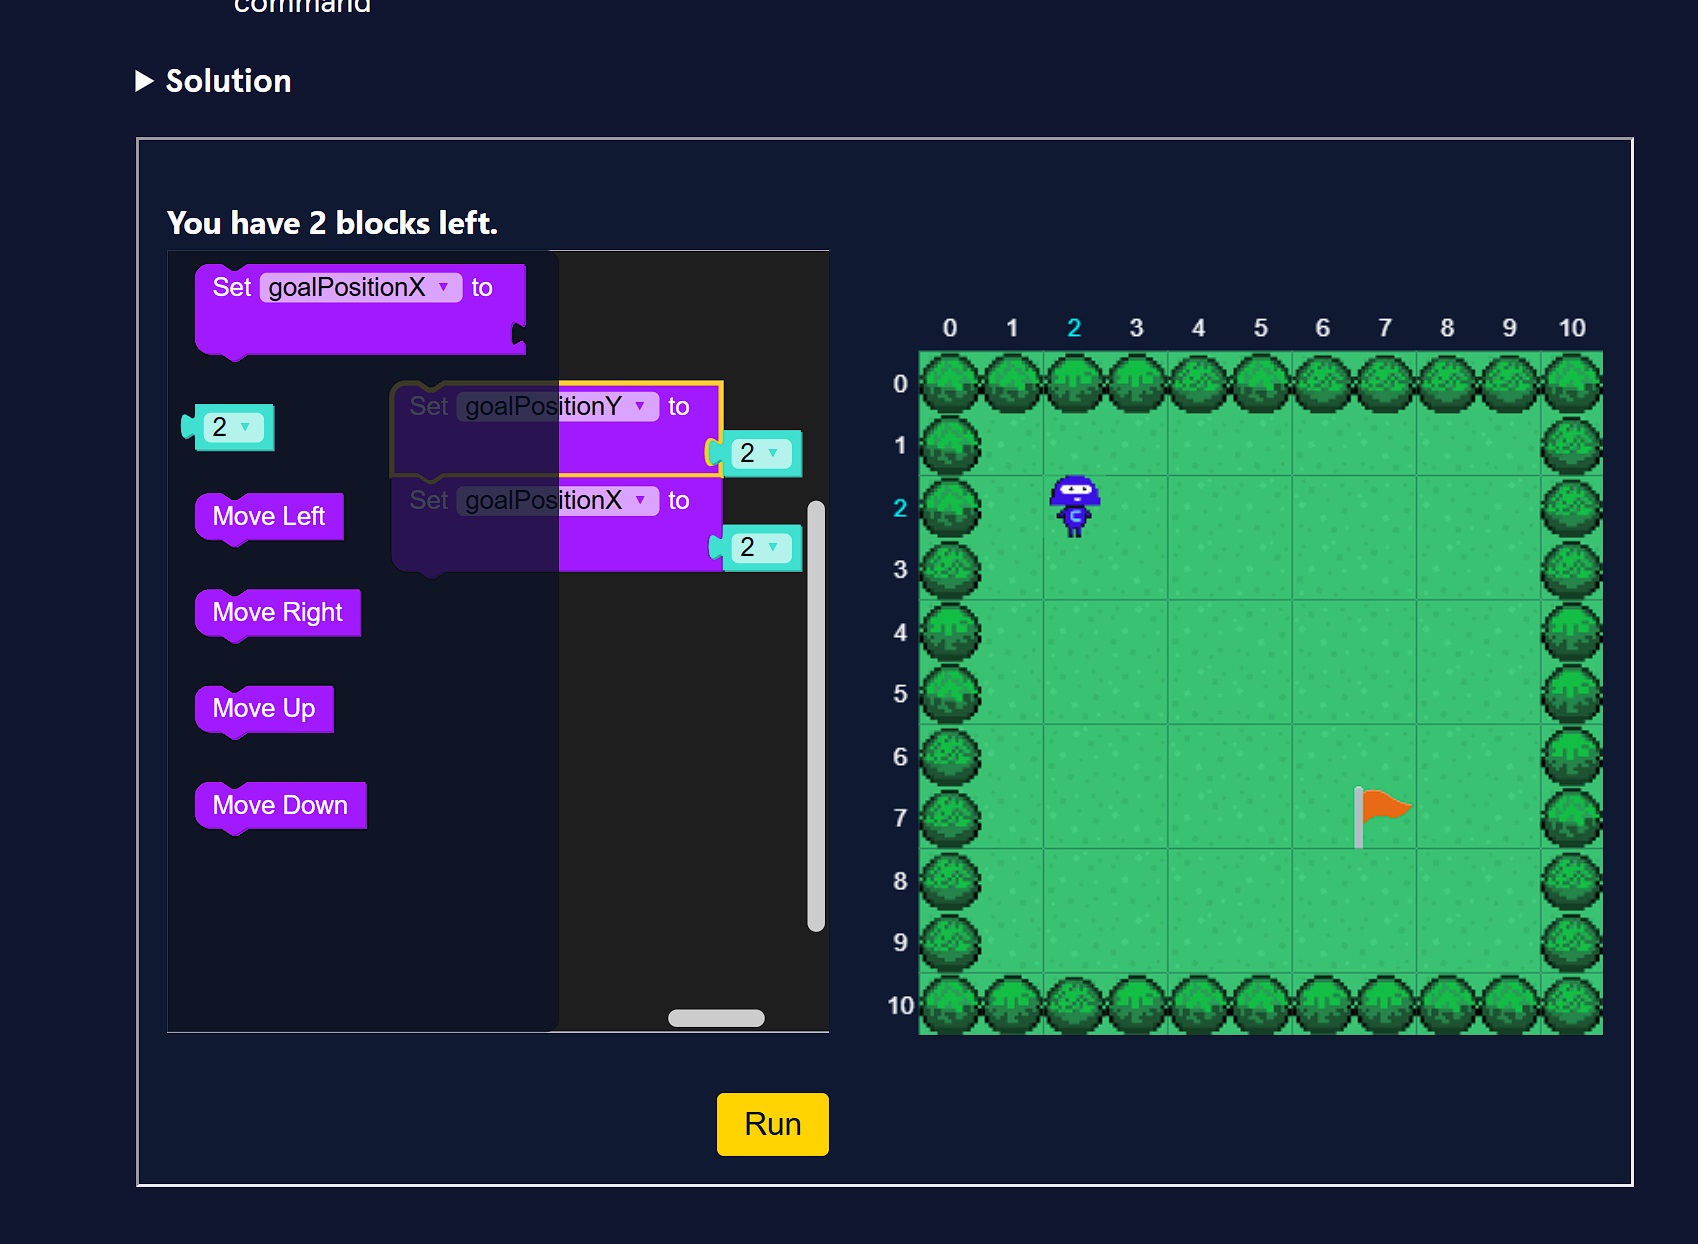 command
Solution
You have 2 blocks left.
Set goalPositionX to
2
Set goalPositionY to
2
Set goalPositionX to
2
Move Left
Move Right
Move Up
Move Down
Run
0 1 2 3 4 5 6 7 8 9 10
0
1
2
3
4
5
6
7
8
9
10